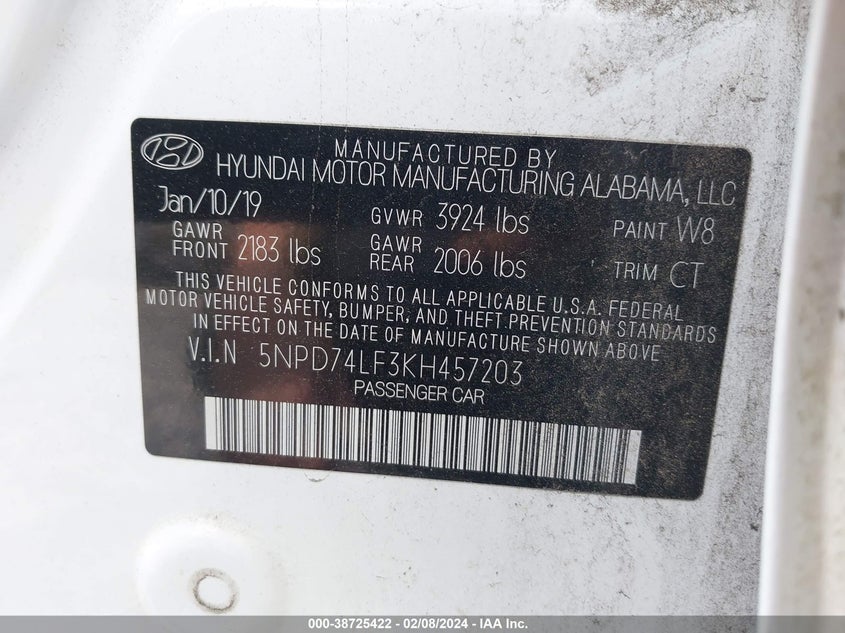 MANUFACTURED BY
HYUNDAI MOTOR MANUFACTURING ALABAMA, LLC
Jan/10/19 GVWR 3924 lbs PAINT W8
GAWR FRONT 2183 lbs GAWR REAR 2006 lbs TRIM CT
THIS VEHICLE CONFORMS TO ALL APPLICABLE U.S.A. FEDERAL
MOTOR VEHICLE SAFETY, BUMPER, AND THEFT PREVENTION STANDARDS
IN EFFECT ON THE DATE OF MANUFACTURE SHOWN ABOVE
V.I.N 5NPD74LF3KH457203
PASSENGER CAR
000-38725422 - 02/08/2024 - IAA Inc.